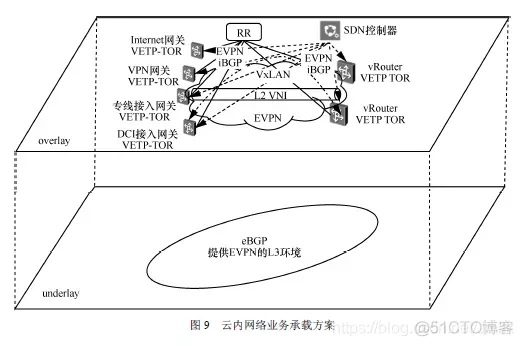 RR
SDN控制器
Internet网关
VETP-TOR
EVPN
iBGP
EVPN
iBGP
vRouter
VETP TOR
VPN网关
VETP-TOR
VxLAN
专线接入网关
VETP-TOR
L2 VNI
vRouter
VETP TOR
EVPN
DCI接入网关
VETP-TOR
overlay
eBGP
提供EVPN的L3环境
underlay
图 9 云内网络业务承载方案
@51CTO博客